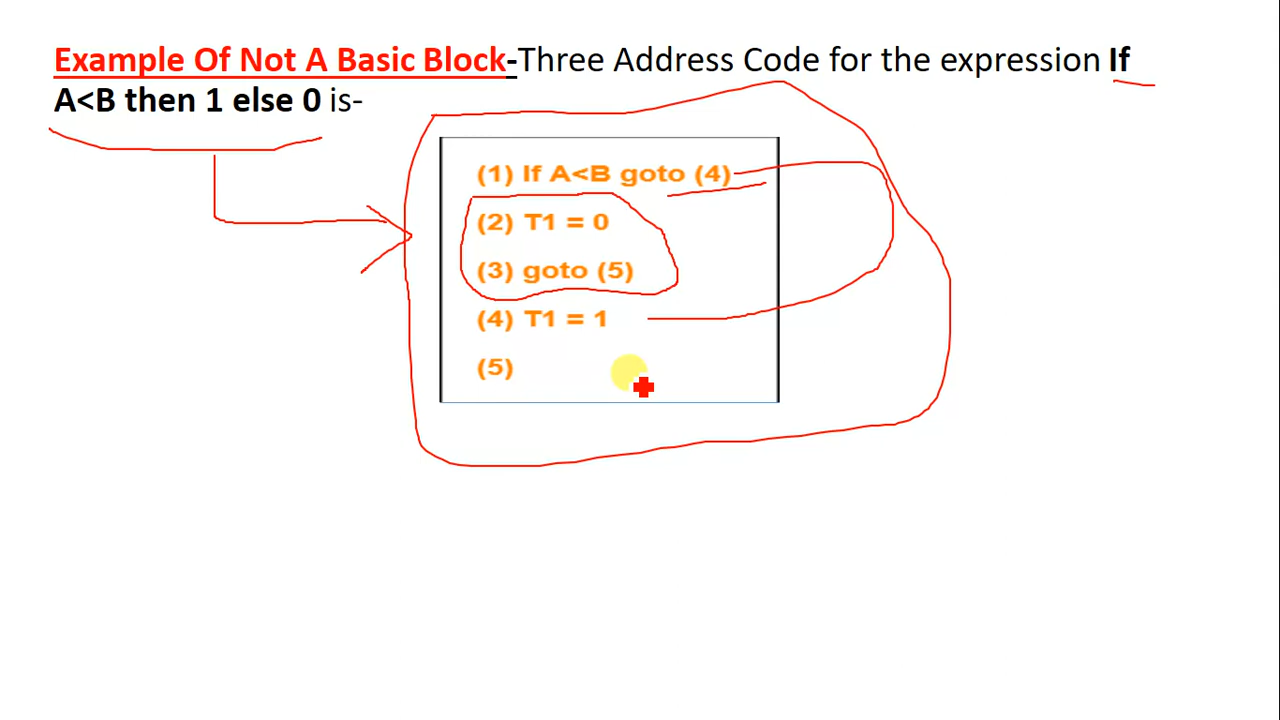 Example Of Not A Basic Block-Three Address Code for the expression If
A<B then 1 else 0 is-
(1) If A<B goto (4)
(2) T1 = 0
(3) goto (5)
(4) T1 = 1
(5)